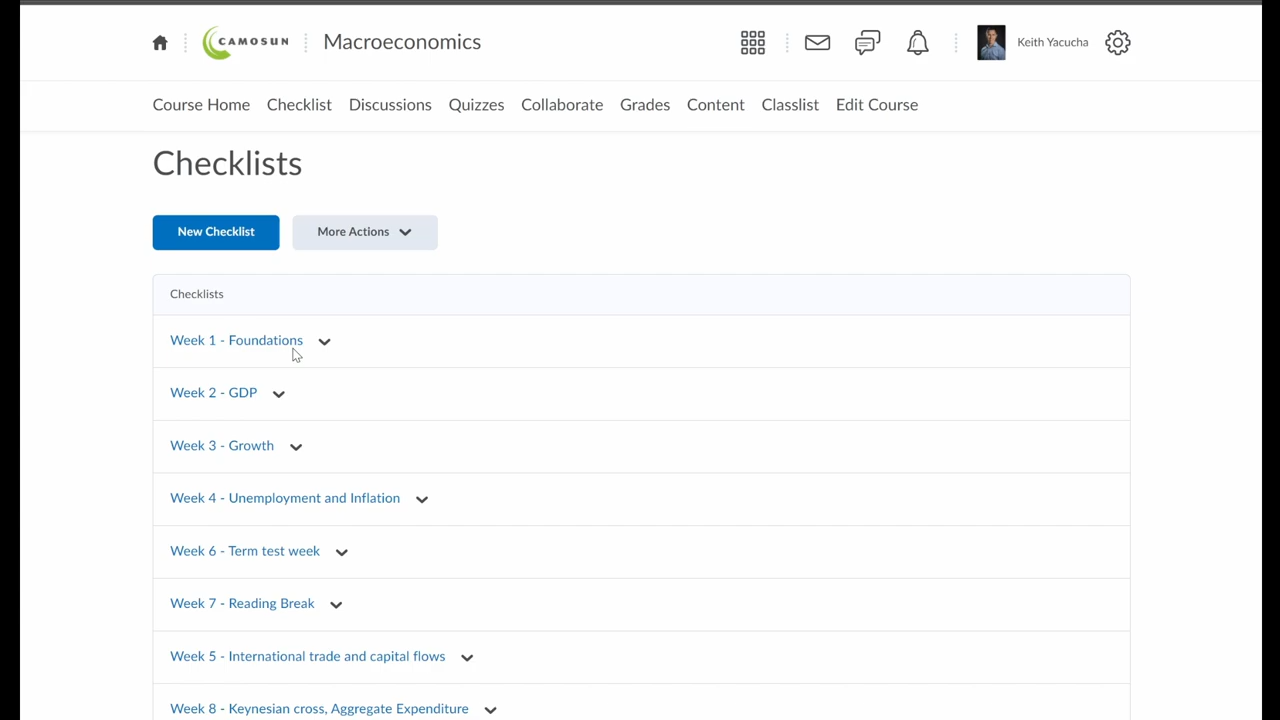 CAMOSUN Macroeconomics Keith Yacucha
Course Home Checklist Discussions Quizzes Collaborate Grades Content Classlist Edit Course
Checklists
New Checklist More Actions
Checklists
Week 1 - Foundations
Week 2 - GDP
Week 3 - Growth
Week 4 - Unemployment and Inflation
Week 6 - Term test week
Week 7 - Reading Break
Week 5 - International trade and capital flows
Week 8 - Keynesian cross, Aggregate Expenditure